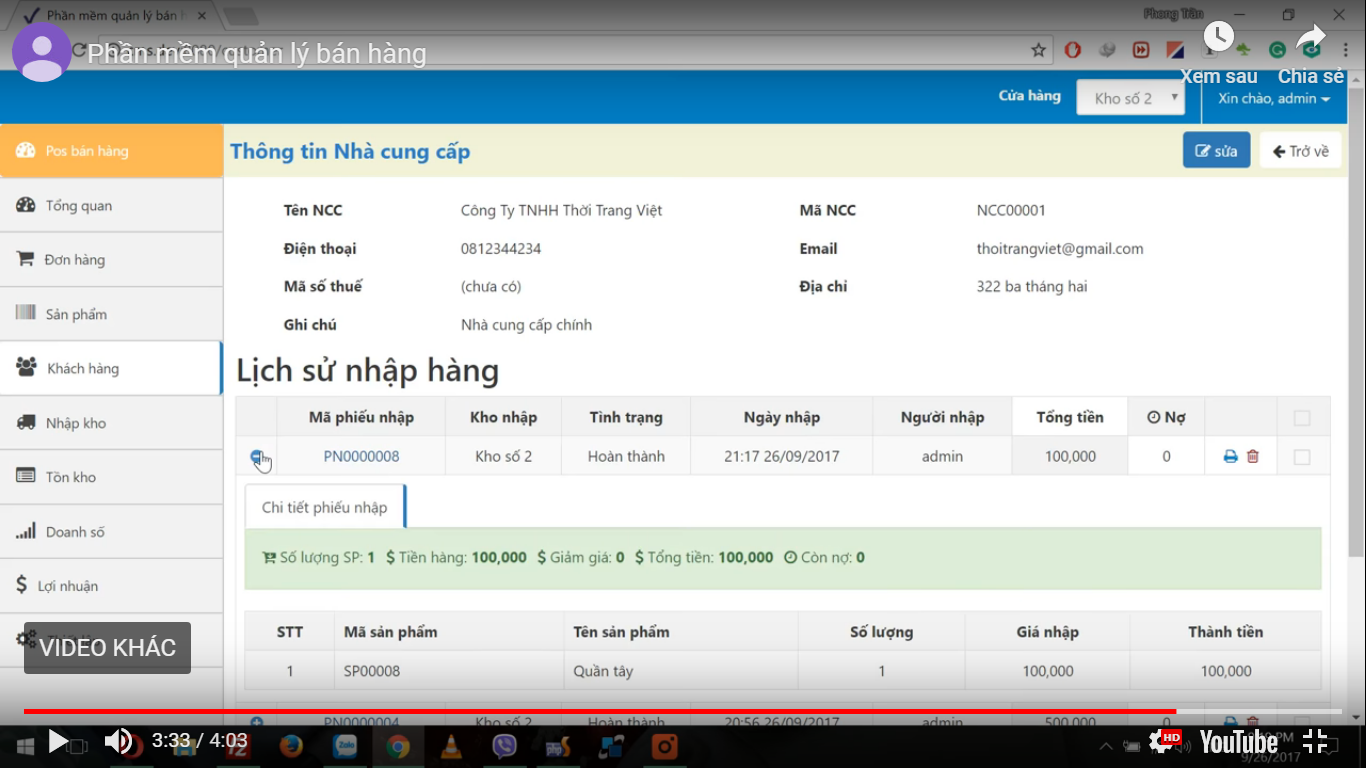 Phần mềm quản lý bán h
Phong Trần
Phần mềm quản lý bán hàng
Xem sau Chia sẻ
Cửa hàng Kho số 2 Xin chào, admin
Pos bán hàng
Tổng quan
Đơn hàng
Sản phẩm
Khách hàng
Nhập kho
Tồn kho
Doanh số
Lợi nhuận
VIDEO KHÁC
Thông tin Nhà cung cấp sửa Trở về
Tên NCC Công Ty TNHH Thời Trang Việt Mã NCC NCC00001
Điện thoại 0812344234 Email thoitrangviet@gmail.com
Mã số thuế (chưa có) Địa chỉ 322 ba tháng hai
Ghi chú Nhà cung cấp chính
Lịch sử nhập hàng
Mã phiếu nhập Kho nhập Tình trạng Ngày nhập Người nhập Tổng tiền Nợ
PN0000008 Kho số 2 Hoàn thành 21:17 26/09/2017 admin 100,000 0
Chi tiết phiếu nhập
Số lượng SP: 1 $ Tiền hàng: 100,000 $ Giảm giá: 0 $ Tổng tiền: 100,000 Còn nợ: 0
STT Mã sản phẩm Tên sản phẩm Số lượng Giá nhập Thành tiền
1 SP00008 Quần tây 1 100,000 100,000
PN0000004 Kho số 2 Hoàn thành 20:56 26/09/2017 admin 500,000 0
3:33 / 4:03
Zalo
HD
YouTube
9/26/2017